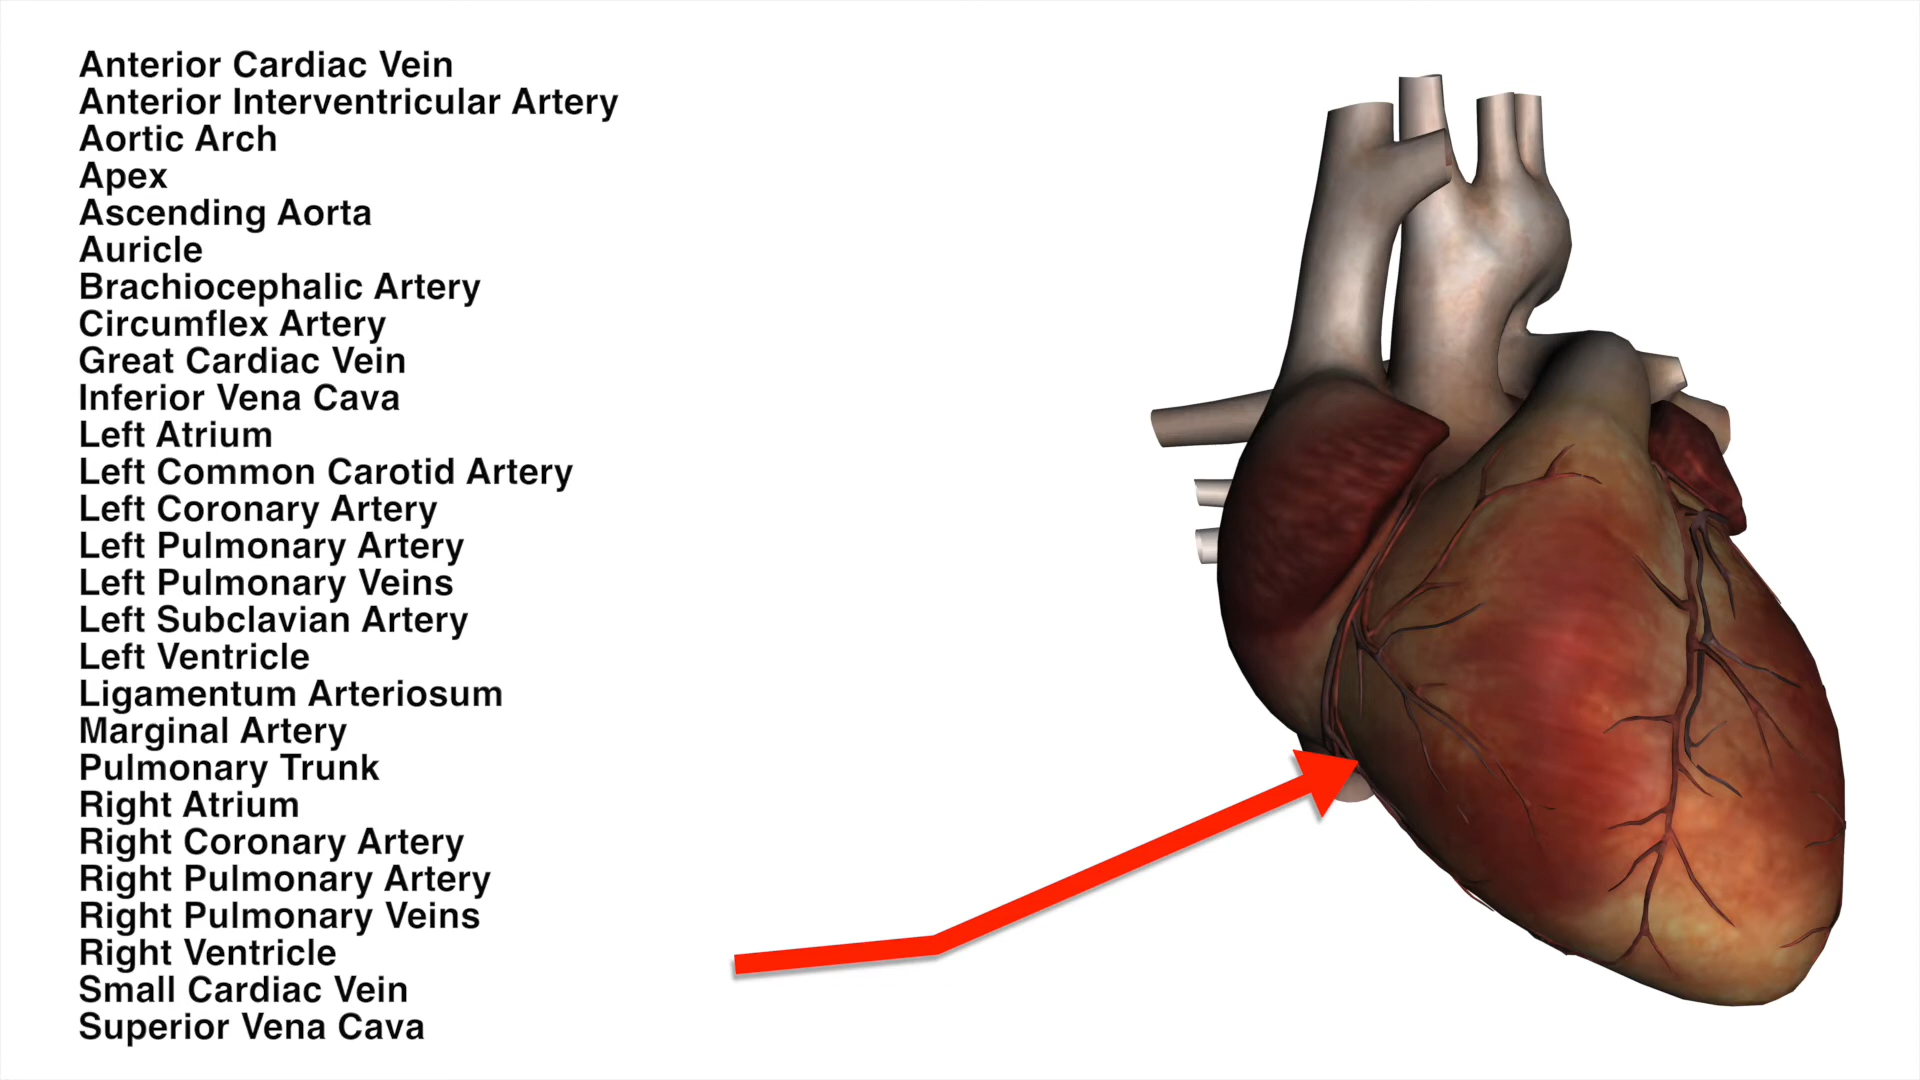 Anterior Cardiac Vein
Anterior Interventricular Artery
Aortic Arch
Apex
Ascending Aorta
Auricle
Brachiocephalic Artery
Circumflex Artery
Great Cardiac Vein
Inferior Vena Cava
Left Atrium
Left Common Carotid Artery
Left Coronary Artery
Left Pulmonary Artery
Left Pulmonary Veins
Left Subclavian Artery
Left Ventricle
Ligamentum Arteriosum
Marginal Artery
Pulmonary Trunk
Right Atrium
Right Coronary Artery
Right Pulmonary Artery
Right Pulmonary Veins
Right Ventricle
Small Cardiac Vein
Superior Vena Cava